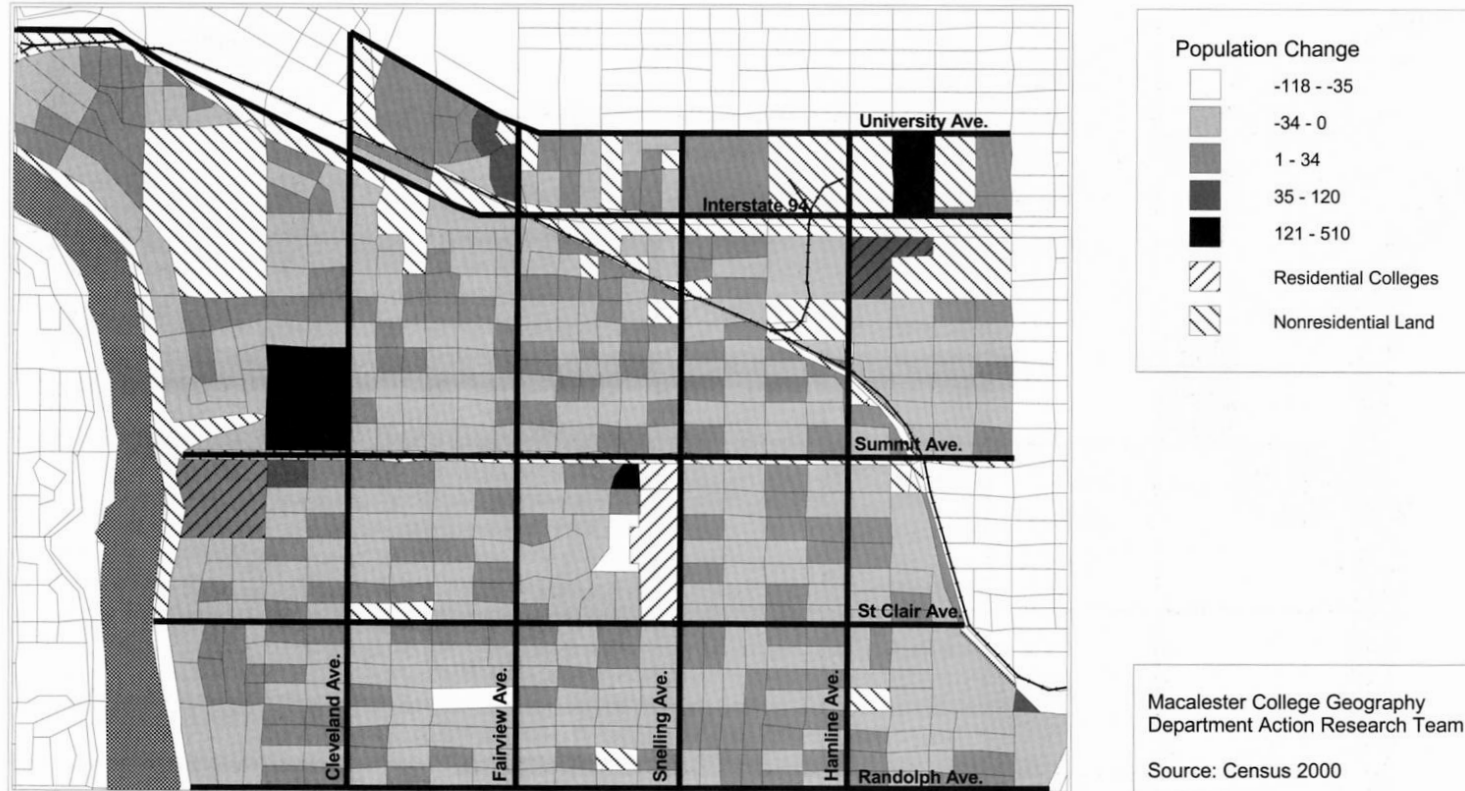 University Ave.
Interstate 94
Summit Ave.
St Clair Ave.
Cleveland Ave.
Fairview Ave.
Snelling Ave.
Hamline Ave.
Randolph Ave.
Population Change
-118 - -35
-34 - 0
1 - 34
35 - 120
121 - 510
Residential Colleges
Nonresidential Land
Macalester College Geography
Department Action Research Team
Source: Census 2000